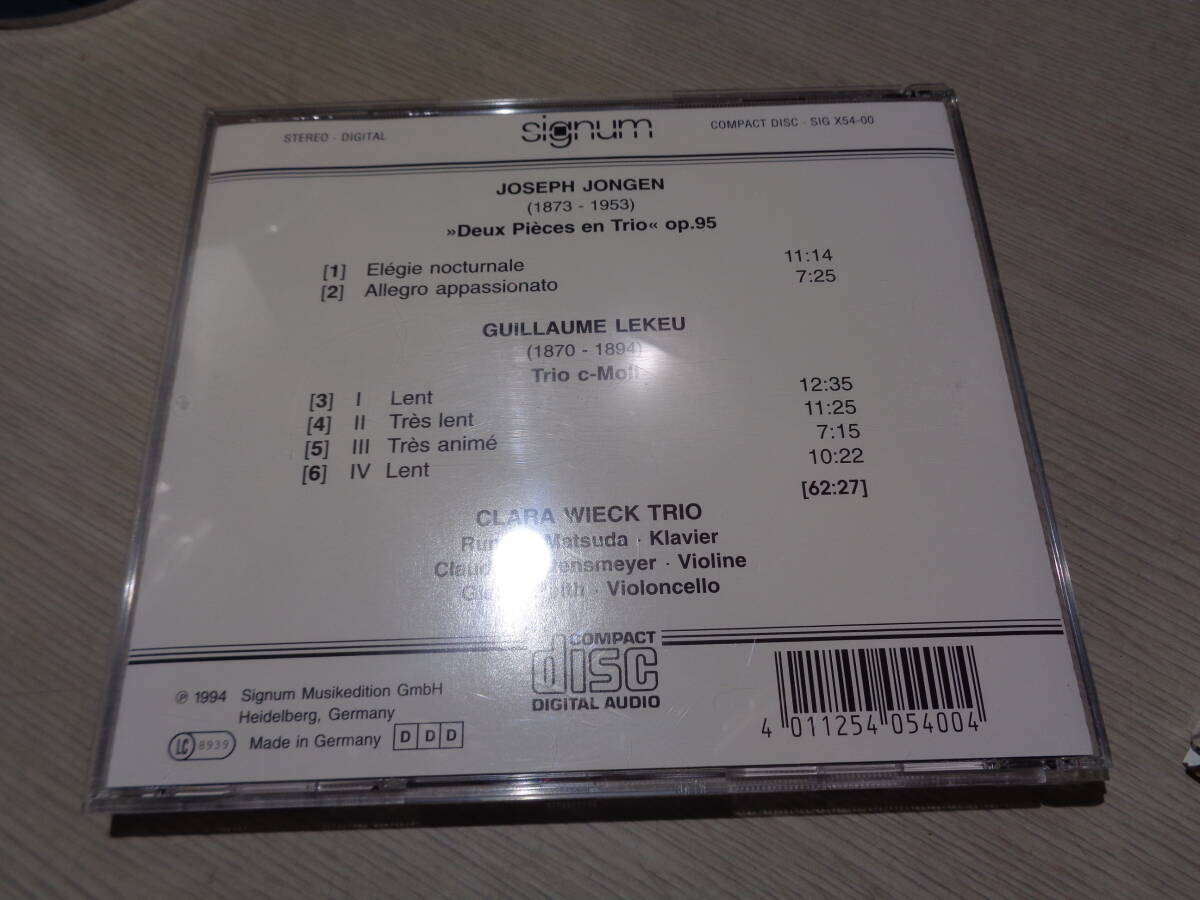 STEREO · DIGITAL
signum
COMPACT DISC · SIG X54-00
JOSEPH JONGEN
(1873 - 1953)
»Deux Pièces en Trio« op.95
[1] Elégie nocturnale 11:14
[2] Allegro appassionato 7:25
GUILLAUME LEKEU
(1870 - 1894)
Trio c-Moll
[3] I Lent 12:35
[4] II Très lent 11:25
[5] III Très animé 7:15
[6] IV Lent 10:22
[62:27]
CLARA WIECK TRIO
Matsuda · Klavier
· Violine
· Violoncello
COMPACT
disc
DIGITAL AUDIO
℗ 1994 Signum Musikedition GmbH
Heidelberg, Germany
LC 8939 Made in Germany D D D
4 011254 054004